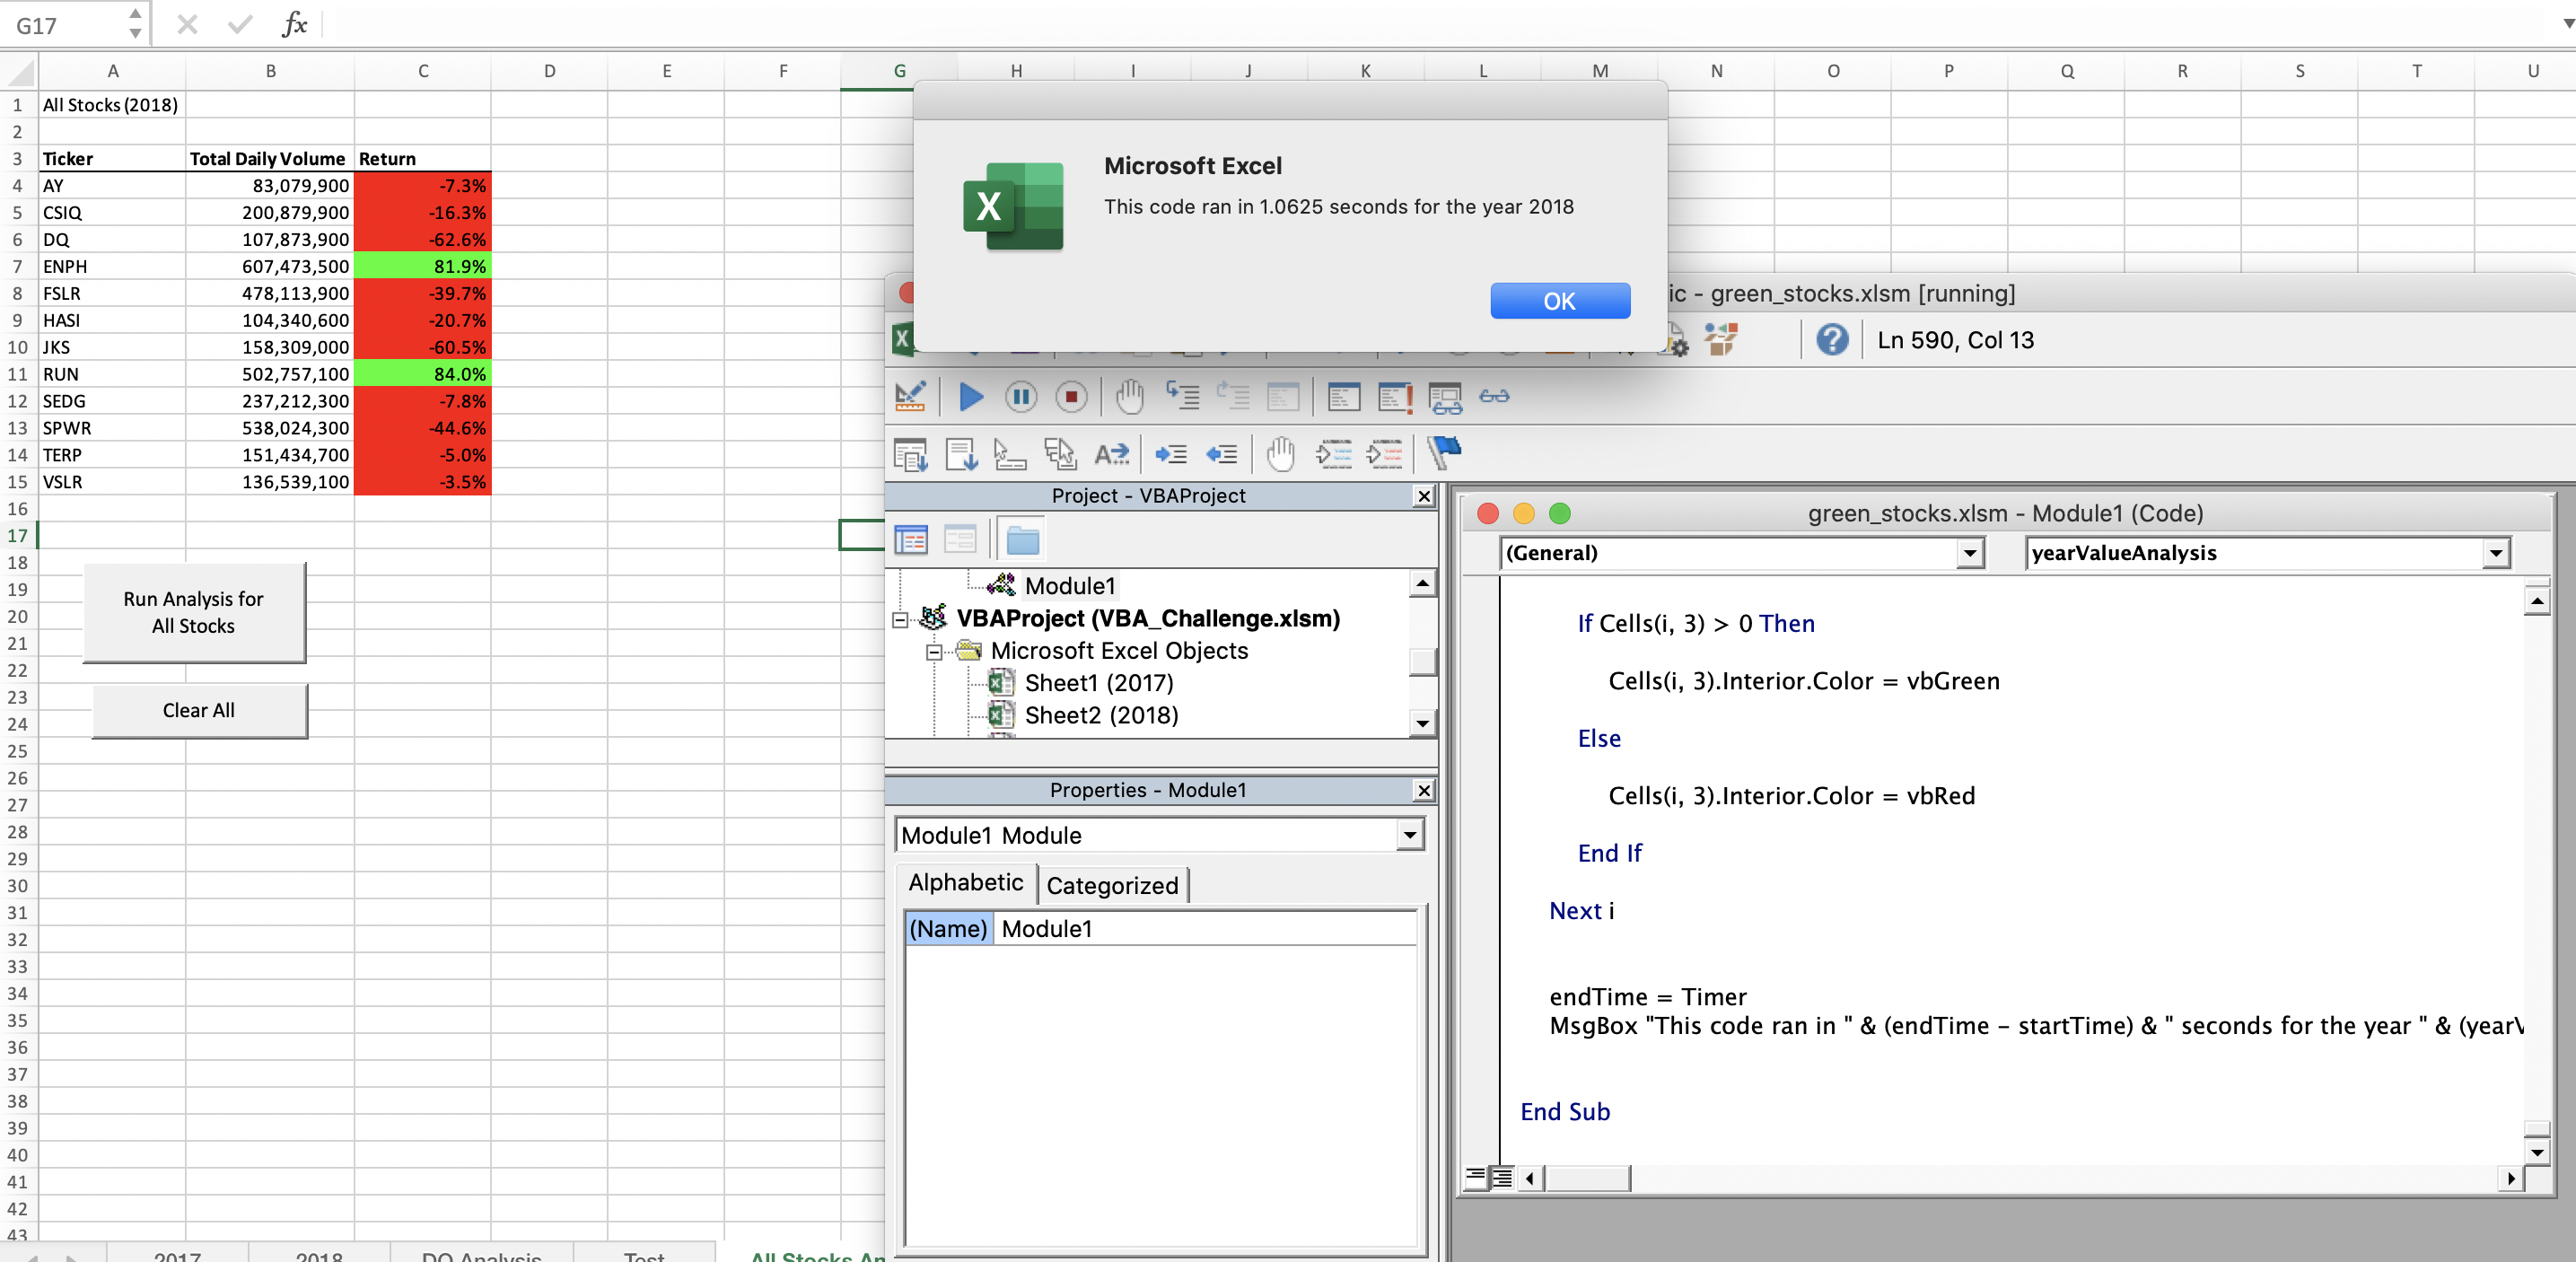 G17
fx
A B C D E F G H I J K L M N O P Q R S T U
1 All Stocks (2018)
2
3 Ticker Total Daily Volume Return
4 AY 83,079,900 -7.3%
5 CSIQ 200,879,900 -16.3%
6 DQ 107,873,900 -62.6%
7 ENPH 607,473,500 81.9%
8 FSLR 478,113,900 -39.7%
9 HASI 104,340,600 -20.7%
10 JKS 158,309,000 -60.5%
11 RUN 502,757,100 84.0%
12 SEDG 237,212,300 -7.8%
13 SPWR 538,024,300 -44.6%
14 TERP 151,434,700 -5.0%
15 VSLR 136,539,100 -3.5%
16
17
18
19
20
21
22
23
24
25
26
27
28
29
30
31
32
33
34
35
36
37
38
39
40
41
42
43
Run Analysis for
All Stocks
Clear All
2017 2018 DQ Analysis Test All Stocks An
Microsoft Excel
This code ran in 1.0625 seconds for the year 2018
OK
ic - green_stocks.xlsm [running]
Ln 590, Col 13
Project - VBAProject
Module1
VBAProject (VBA_Challenge.xlsm)
Microsoft Excel Objects
Sheet1 (2017)
Sheet2 (2018)
Properties - Module1
Module1 Module
Alphabetic Categorized
(Name) Module1
green_stocks.xlsm - Module1 (Code)
(General) yearValueAnalysis
If Cells(i, 3) > 0 Then
Cells(i, 3).Interior.Color = vbGreen
Else
Cells(i, 3).Interior.Color = vbRed
End If
Next i
endTime = Timer
MsgBox "This code ran in " & (endTime - startTime) & " seconds for the year " & (yearV
End Sub